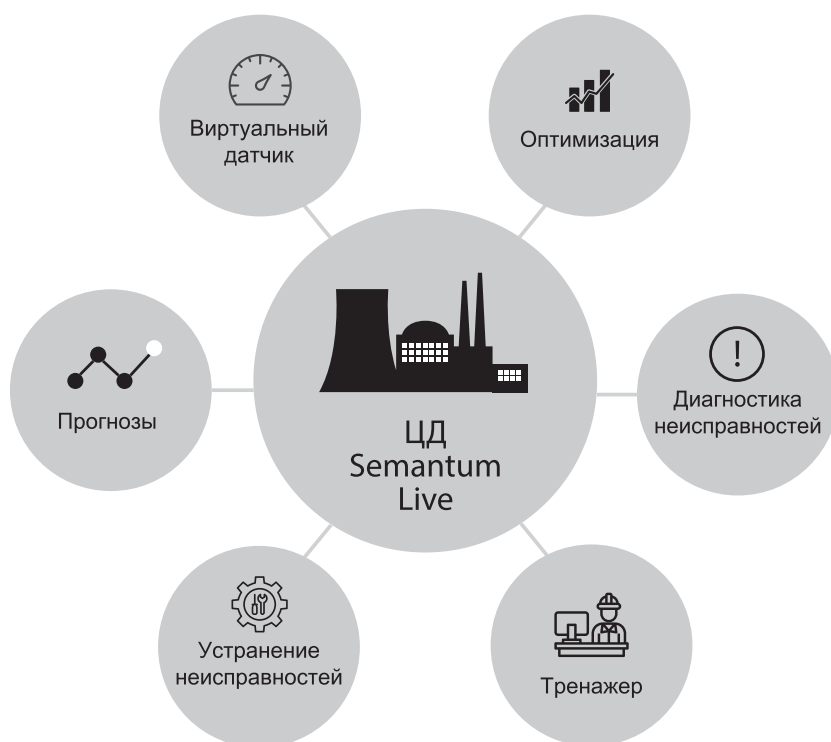 Виртуальный
датчик
Оптимизация
Прогнозы
ЦД
Semantum
Live
Диагностика
неисправностей
Устранение
неисправностей
Тренажер